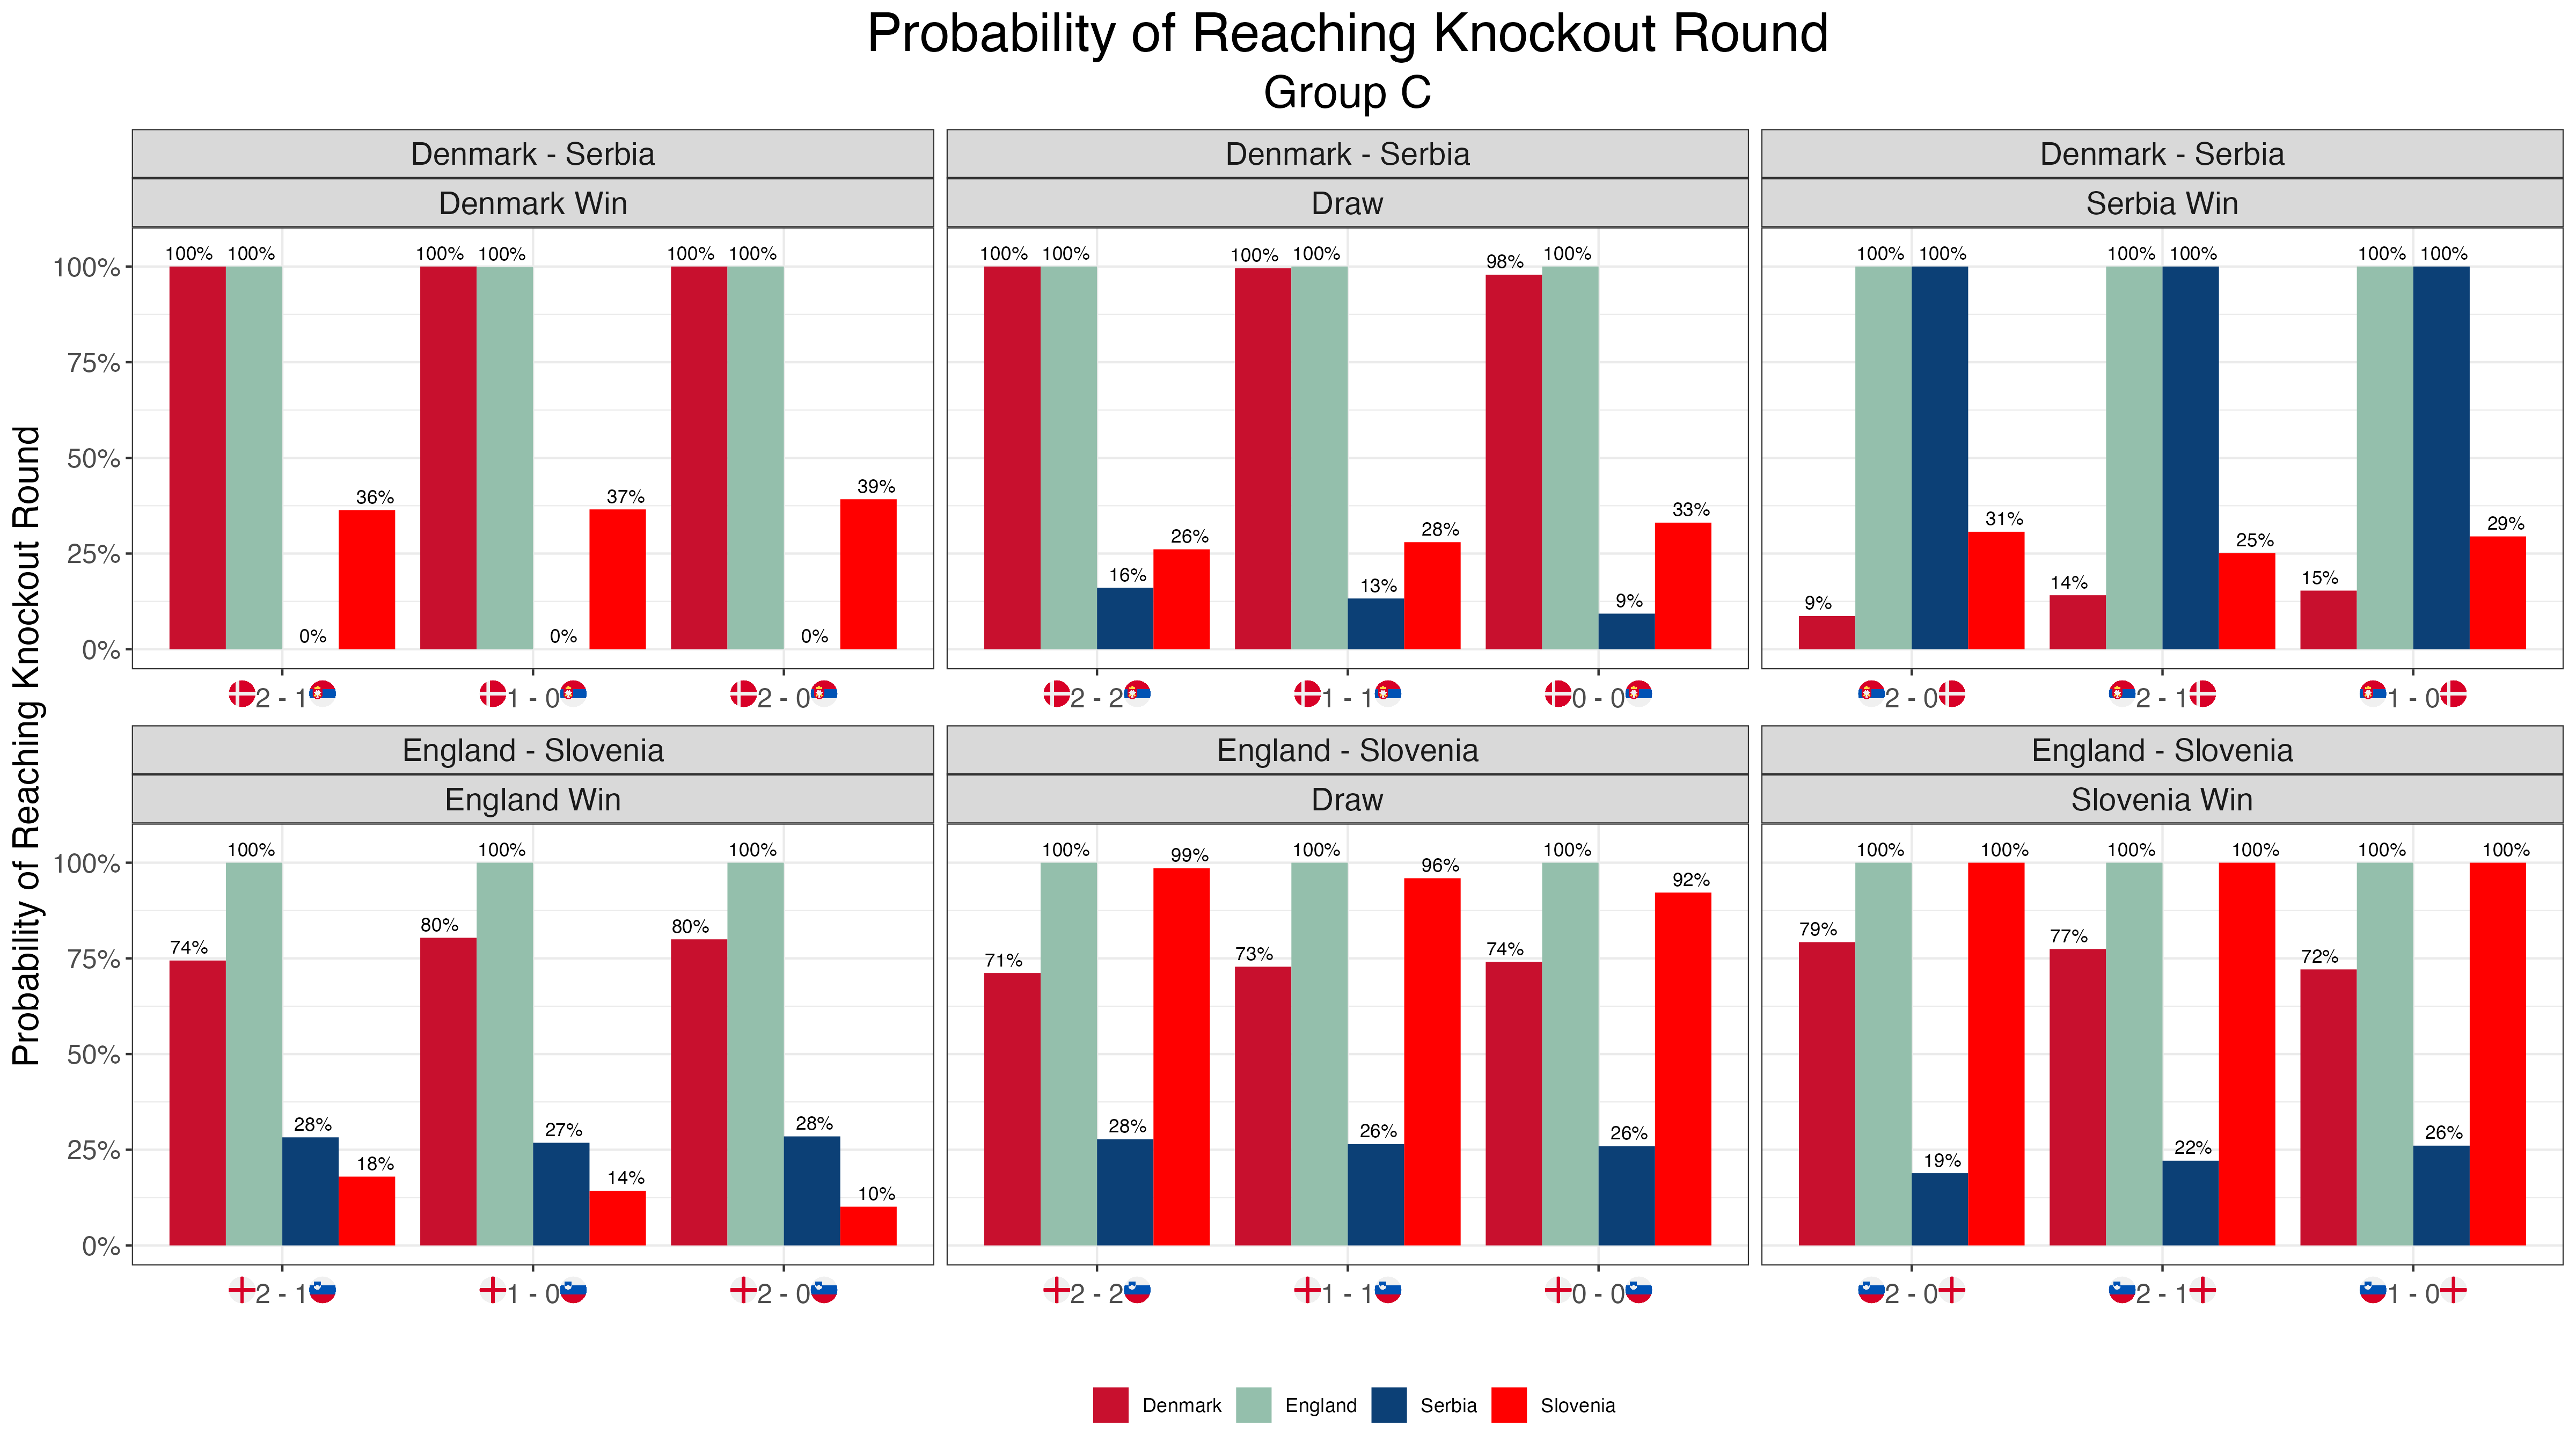 Probability of Reaching Knockout Round
Group C
Probability of Reaching Knockout Round
Denmark - Serbia
Denmark Win
100% 100% 0% 36% 100% 100% 0% 37% 100% 100% 0% 39%
100%
75%
50%
25%
0%
2 - 1 1 - 0 2 - 0
Denmark - Serbia
Draw
100% 100% 16% 26% 100% 100% 13% 28% 98% 100% 9% 33%
2 - 2 1 - 1 0 - 0
Denmark - Serbia
Serbia Win
9% 100% 100% 31% 14% 100% 100% 25% 15% 100% 100% 29%
2 - 0 2 - 1 1 - 0
England - Slovenia
England Win
74% 100% 28% 18% 80% 100% 27% 14% 80% 100% 28% 10%
100%
75%
50%
25%
0%
2 - 1 1 - 0 2 - 0
England - Slovenia
Draw
71% 100% 28% 99% 73% 100% 26% 96% 74% 100% 26% 92%
2 - 2 1 - 1 0 - 0
England - Slovenia
Slovenia Win
79% 100% 19% 100% 77% 100% 22% 100% 72% 100% 26% 100%
2 - 0 2 - 1 1 - 0
Denmark England Serbia Slovenia